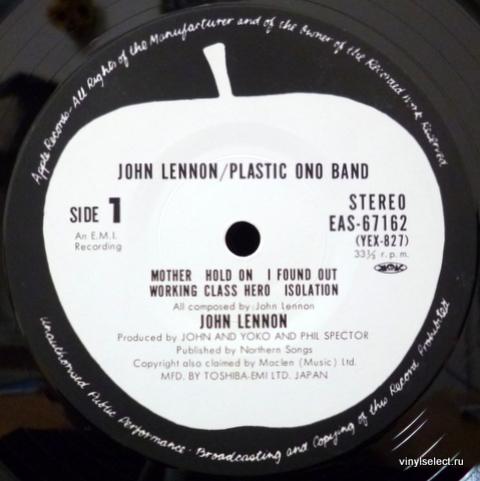 Apple Records · All Rights of the Manufacturer and of the Owner of the Recorded Work Reserved
JOHN LENNON/PLASTIC ONO BAND
SIDE 1
An E.M.I.
Recording
STEREO
EAS-67162
(YEX-827)
33⅓ r.p.m.
MOTHER HOLD ON I FOUND OUT
WORKING CLASS HERO ISOLATION
All composed by John Lennon
JOHN LENNON
Produced by JOHN AND YOKO AND PHIL SPECTOR
Published by Northern Songs
Copyright also claimed by Maclen (Music) Ltd.
MFD. BY TOSHIBA-EMI LTD. JAPAN
Unauthorised Public Performance · Broadcasting and Copying of this Record Prohibited
vinylselect.ru